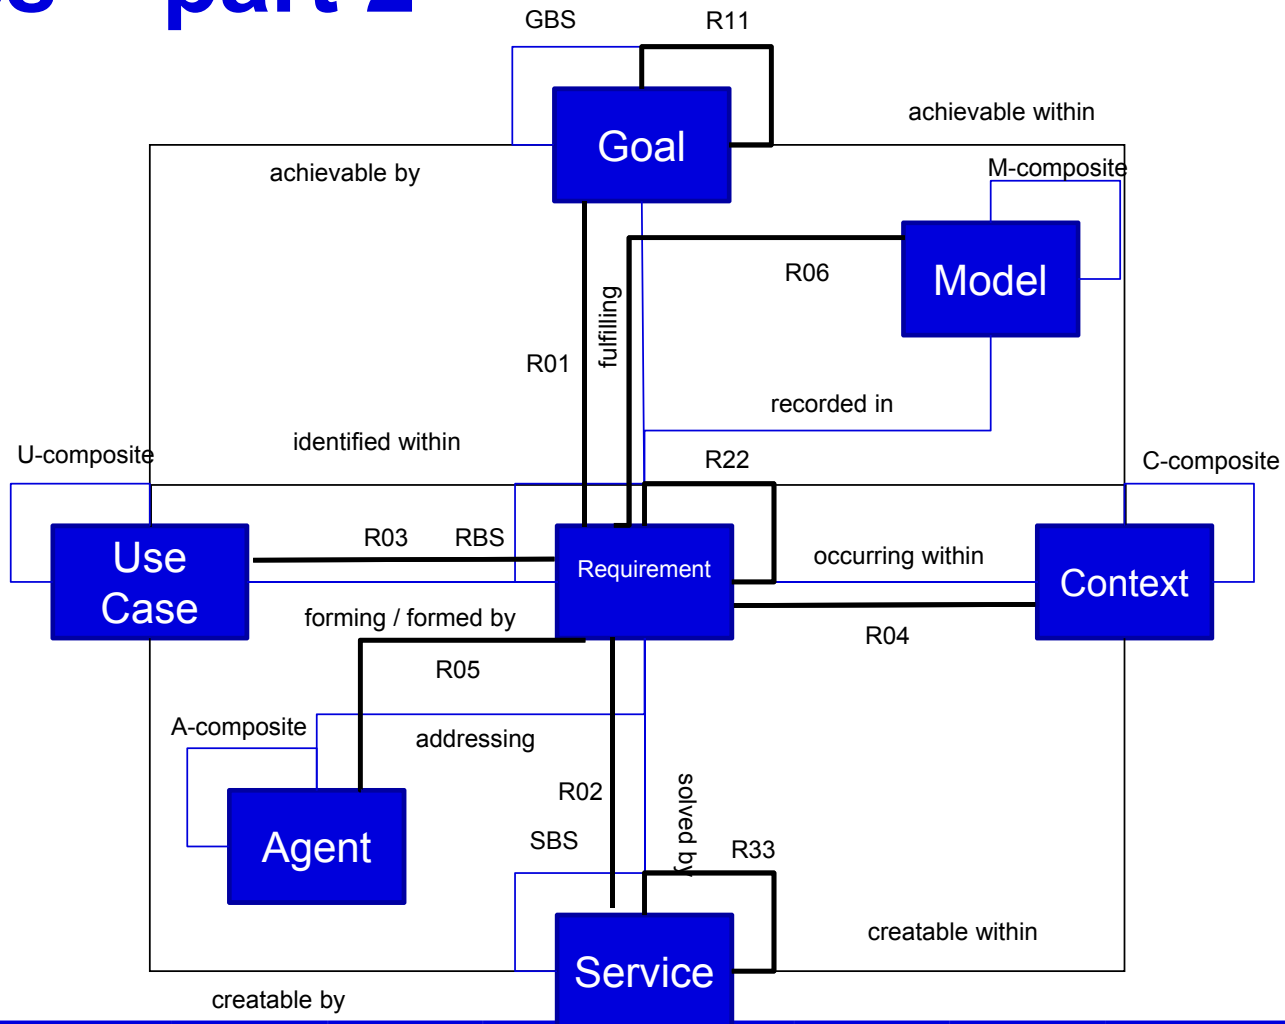 part 2
GBS
R11
Goal
achievable within
achievable by
M-composite
Model
R06
fulfilling
R01
recorded in
identified within
U-composite
R22
C-composite
Use
Case
R03
RBS
Requirement
occurring within
Context
forming / formed by
R04
R05
A-composite
addressing
Agent
R02
solved by
SBS
R33
Service
creatable within
creatable by